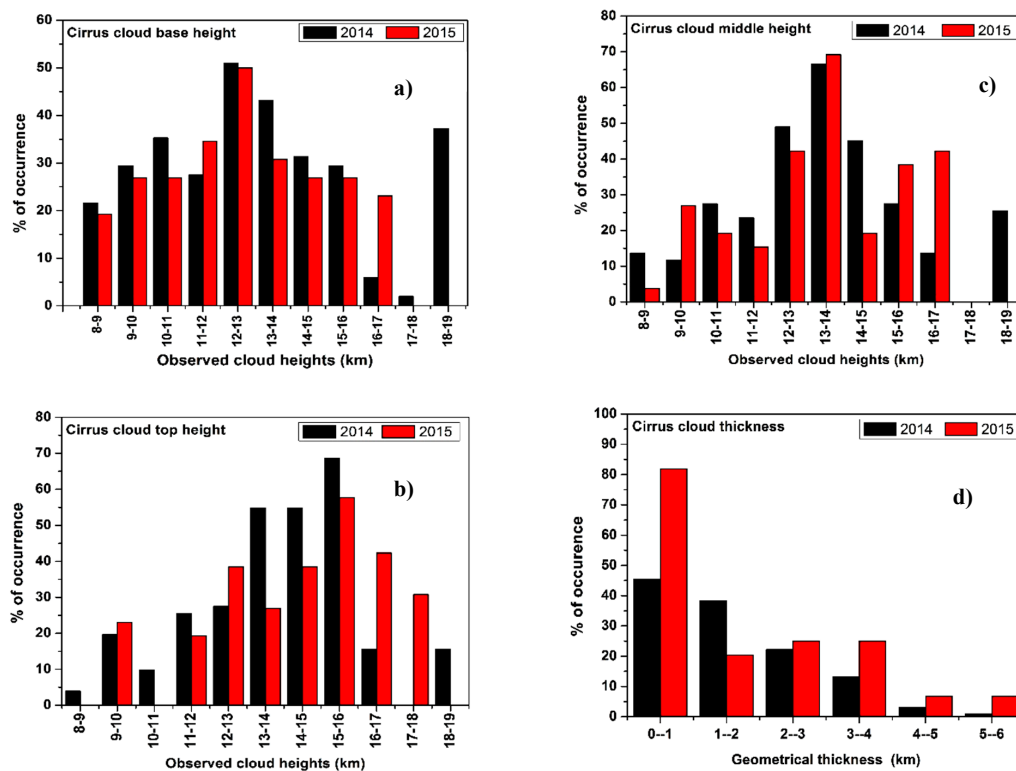 Cirrus cloud base height
2014 2015
a)
60
50
40
30
20
10
0
% of occurrence
8-9 9-10 10-11 11-12 12-13 13-14 14-15 15-16 16-17 17-18 18-19
Observed cloud heights (km)
Cirrus cloud top height
2014 2015
b)
80
70
60
50
40
30
20
10
0
% of occurrence
8-9 9-10 10-11 11-12 12-13 13-14 14-15 15-16 16-17 17-18 18-19
Observed cloud heights (km)
Cirrus cloud middle height
2014 2015
c)
80
70
60
50
40
30
20
10
0
% of occurrence
8-9 9-10 10-11 11-12 12-13 13-14 14-15 15-16 16-17 17-18 18-19
Observed cloud heights (km)
Cirrus cloud thickness
2014 2015
d)
100
90
80
70
60
50
40
30
20
10
0
% of occurence
0--1 1--2 2--3 3--4 4--5 5--6
Geometrical thickness (km)